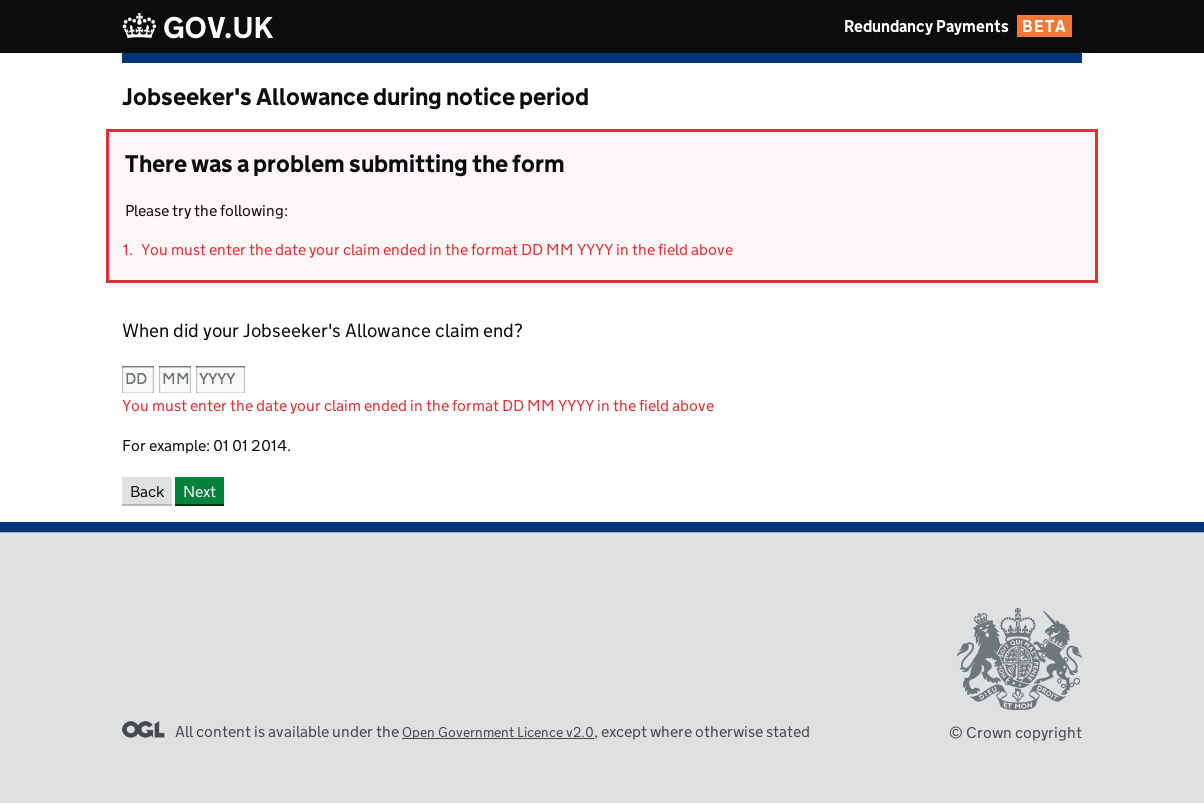 GOV.UK
Redundancy Payments BETA
Jobseeker's Allowance during notice period
There was a problem submitting the form
Please try the following:
1. You must enter the date your claim ended in the format DD MM YYYY in the field above
When did your Jobseeker's Allowance claim end?
DD MM YYYY
You must enter the date your claim ended in the format DD MM YYYY in the field above
For example: 01 01 2014.
Back Next
DIEU ET MON DROIT
OGL All content is available under the Open Government Licence v2.0, except where otherwise stated
© Crown copyright